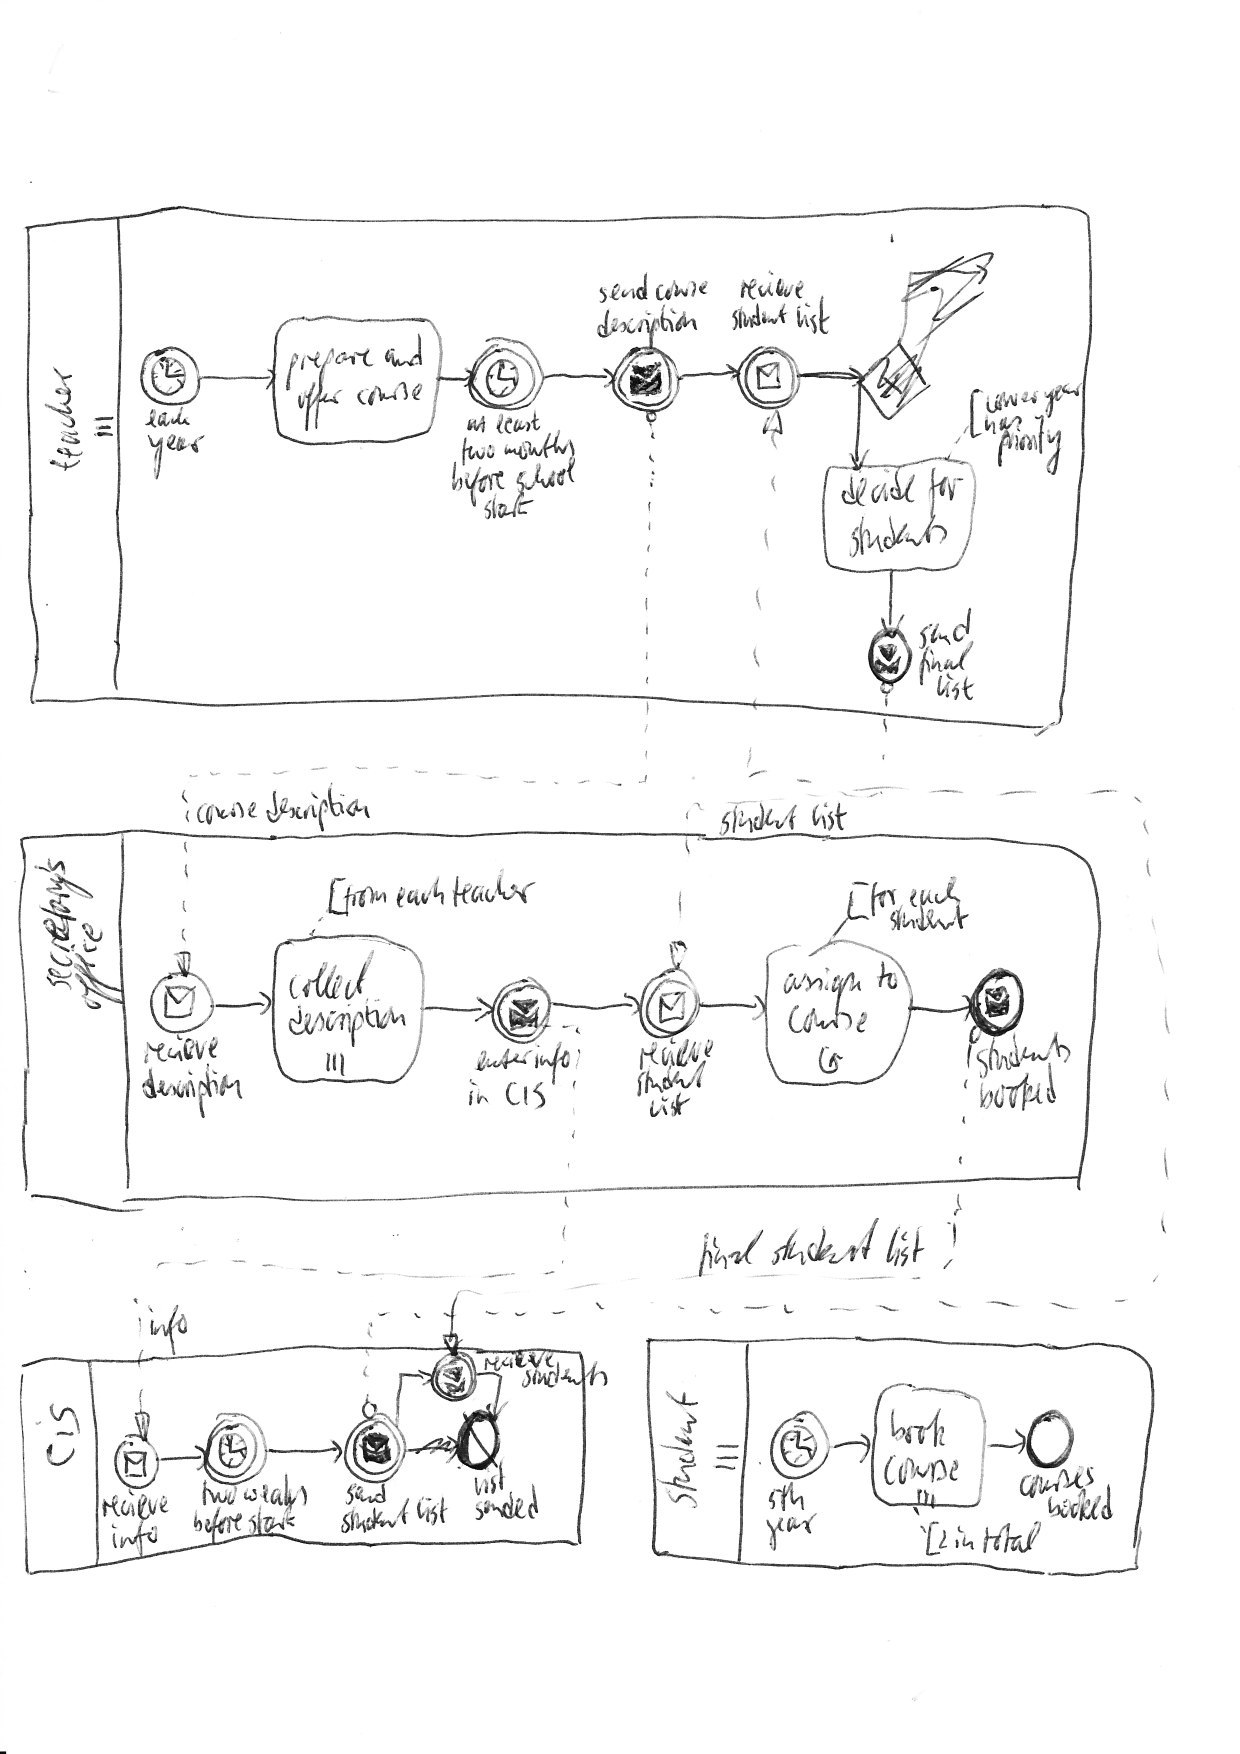 teacher
each
year
prepare and
offer course
at least
two months
before school
start
send course
description
recieve
student list
lower year
has
priority
decide for
students
send
final
list
course description
student list
secretary's
office
recieve
description
from each teacher
collect
description
enter info
in CIS
recieve
student
list
for each
student
assign to
course
students
booked
final student list
info
CIS
recieve
info
two weeks
before start
send
student list
recieve
students
list
sended
student
5th
year
book
course
2 in total
courses
booked